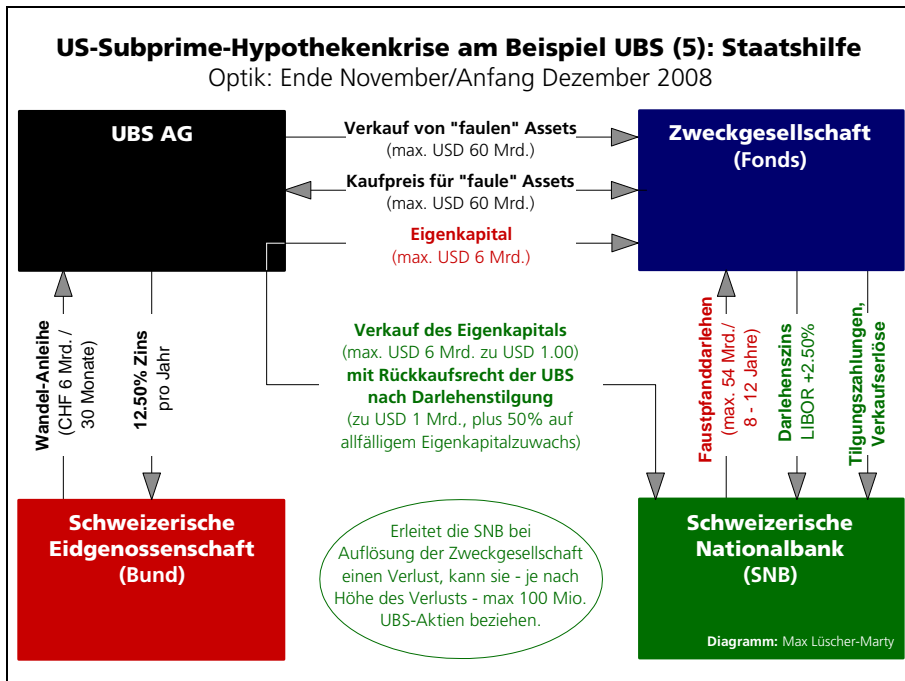 US-Subprime-Hypothekenkrise am Beispiel UBS (5): Staatshilfe
Optik: Ende November/Anfang Dezember 2008
UBS AG
Verkauf von "faulen" Assets
(max. USD 60 Mrd.)
Kaufpreis für "faule" Assets
(max. USD 60 Mrd.)
Eigenkapital
(max. USD 6 Mrd.)
Zweckgesellschaft
(Fonds)
Wandel-Anleihe
(CHF 6 Mrd. /
30 Monate)
12.50% Zins
pro Jahr
Verkauf des Eigenkapitals
(max. USD 6 Mrd. zu USD 1.00)
mit Rückkaufsrecht der UBS
nach Darlehenstilgung
(zu USD 1 Mrd., plus 50% auf
allfälligem Eigenkapitalzuwachs)
Faustpfanddarlehen
(max. 54 Mrd./
8 - 12 Jahre)
Darlehenszins
LIBOR +2.50%
Tilgungszahlungen,
Verkaufserlöse
Schweizerische
Eidgenossenschaft
(Bund)
Erleitet die SNB bei
Auflösung der Zweckgesellschaft
einen Verlust, kann sie - je nach
Höhe des Verlusts - max 100 Mio.
UBS-Aktien beziehen.
Schweizerische
Nationalbank
(SNB)
Diagramm: Max Lüscher-Marty